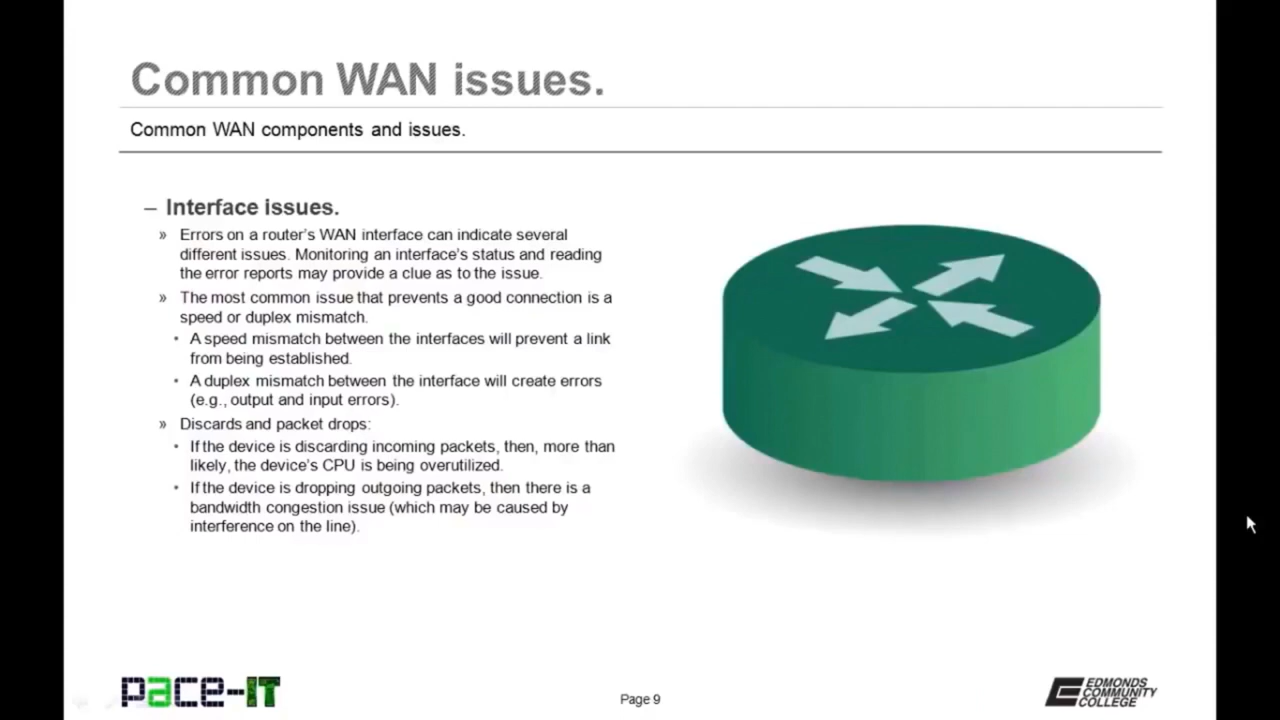 Common WAN issues.
Common WAN components and issues.
– Interface issues.
» Errors on a router's WAN interface can indicate several
different issues. Monitoring an interface's status and reading
the error reports may provide a clue as to the issue.
» The most common issue that prevents a good connection is a
speed or duplex mismatch.
• A speed mismatch between the interfaces will prevent a link
from being established.
• A duplex mismatch between the interface will create errors
(e.g., output and input errors).
» Discards and packet drops:
• If the device is discarding incoming packets, then, more than
likely, the device's CPU is being overutilized.
• If the device is dropping outgoing packets, then there is a
bandwidth congestion issue (which may be caused by
interference on the line).
pace-IT
Page 9
EDMONDS
COMMUNITY
COLLEGE